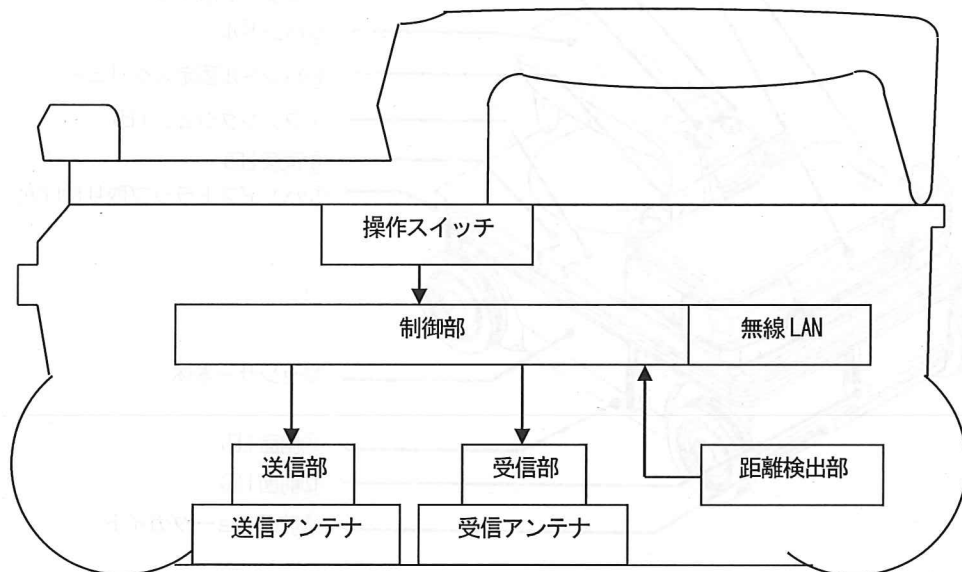 操作スイッチ
制御部
無線 LAN
送信部
受信部
距離検出部
送信アンテナ
受信アンテナ